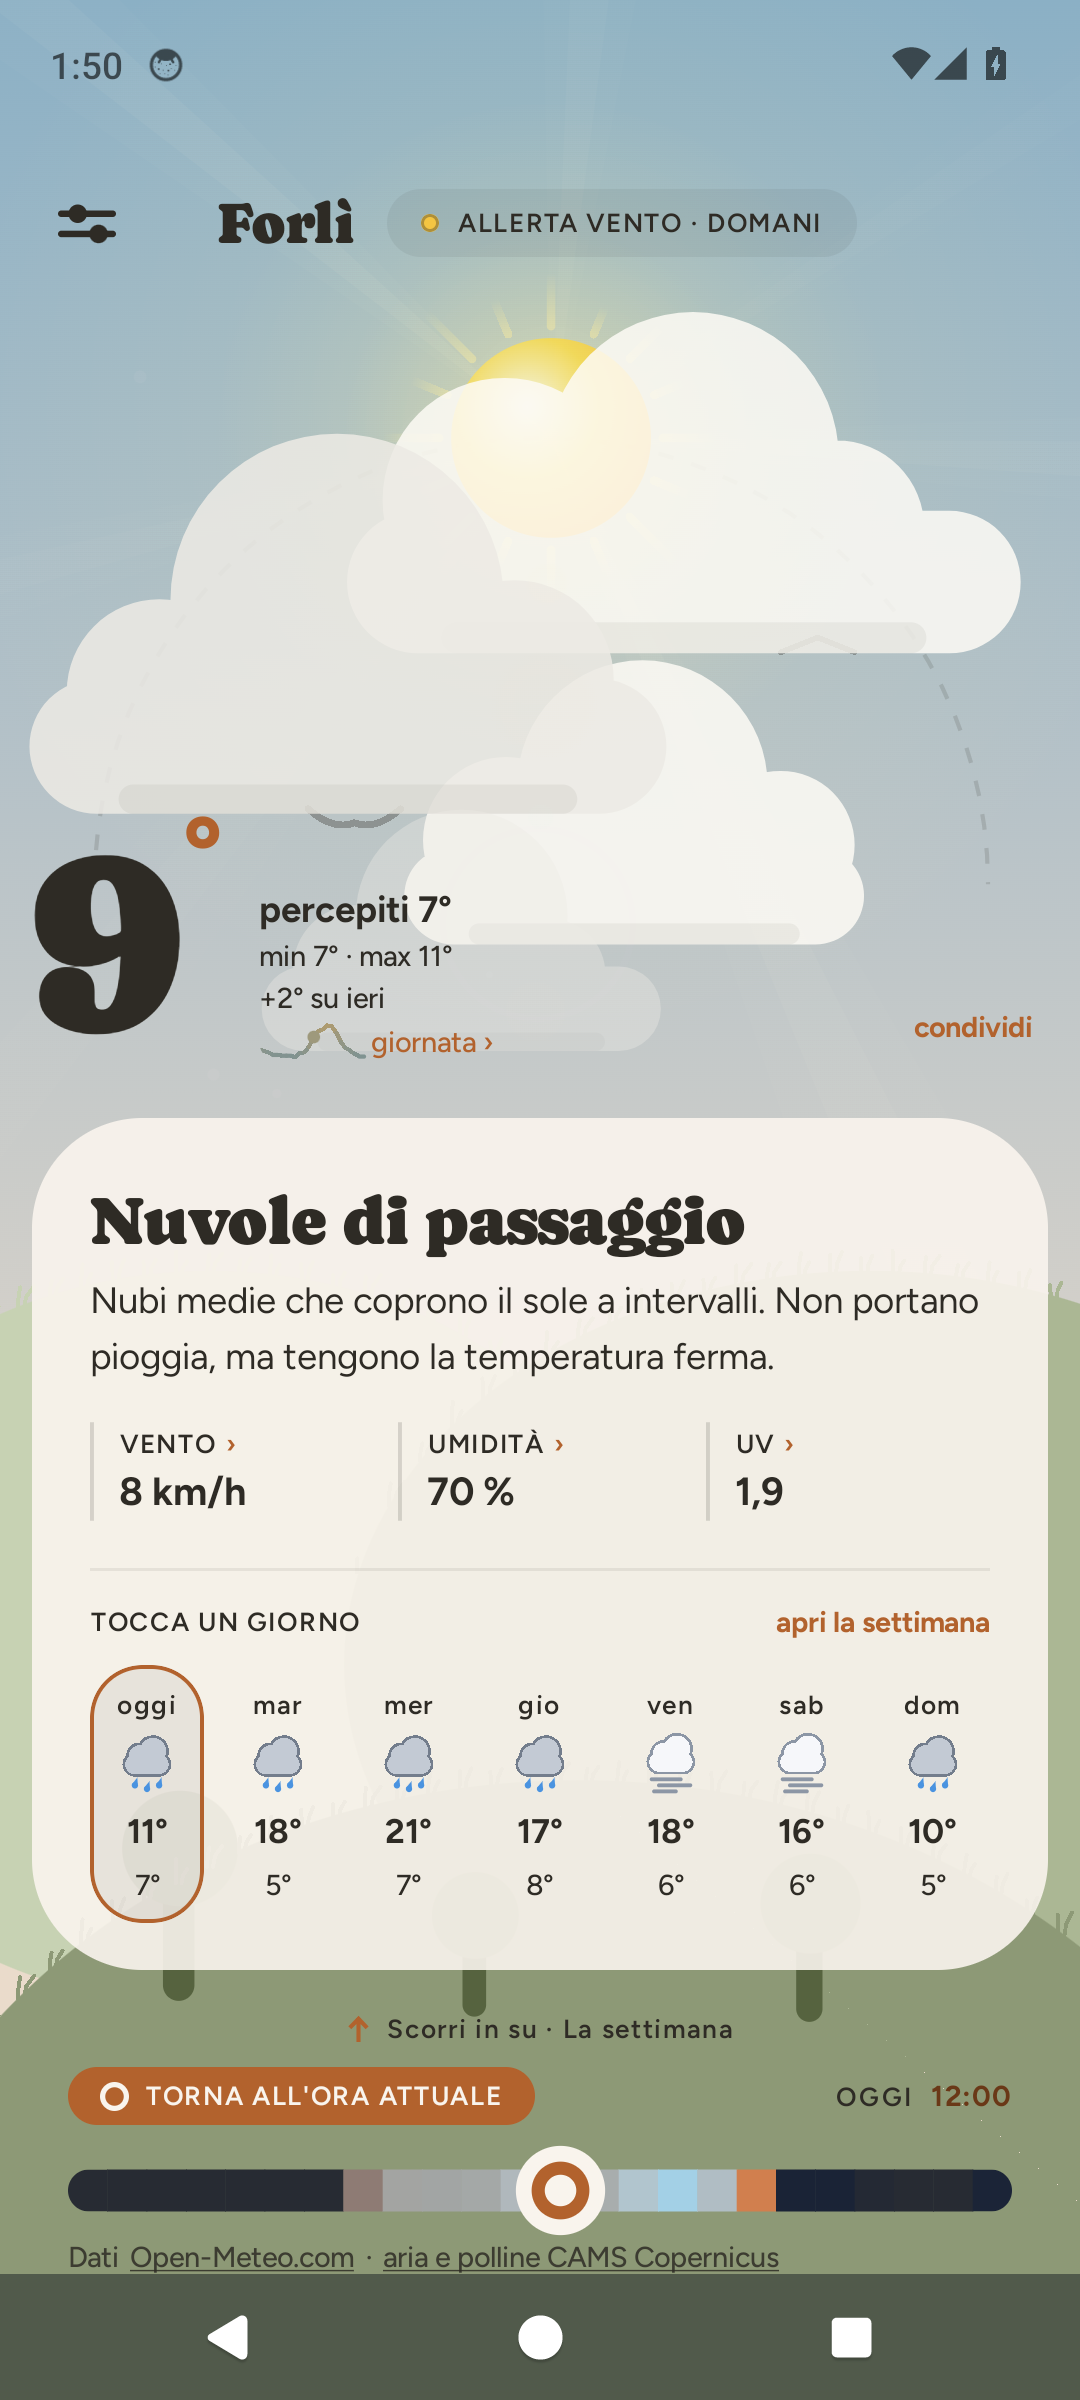 1:50
Forlì
ALLERTA VENTO · DOMANI
9°
percepiti 7°
min 7° · max 11°
+2° su ieri
giornata ›
condividi
Nuvole di passaggio
Nubi medie che coprono il sole a intervalli. Non portano
pioggia, ma tengono la temperatura ferma.
VENTO › UMIDITÀ › UV ›
8 km/h 70 % 1,9
TOCCA UN GIORNO apri la settimana
oggi mar mer gio ven sab dom
11° 18° 21° 17° 18° 16° 10°
7° 5° 7° 8° 6° 6° 5°
↑ Scorri in su · La settimana
TORNA ALL'ORA ATTUALE OGGI 12:00
Dati Open-Meteo.com · aria e polline CAMS Copernicus